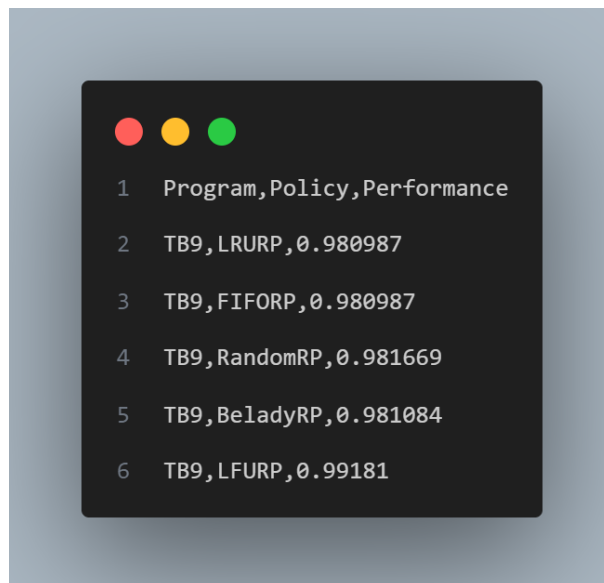 1 Program,Policy,Performance
2 TB9,LRURP,0.980987
3 TB9,FIFORP,0.980987
4 TB9,RandomRP,0.981669
5 TB9,BeladyRP,0.981084
6 TB9,LFURP,0.99181